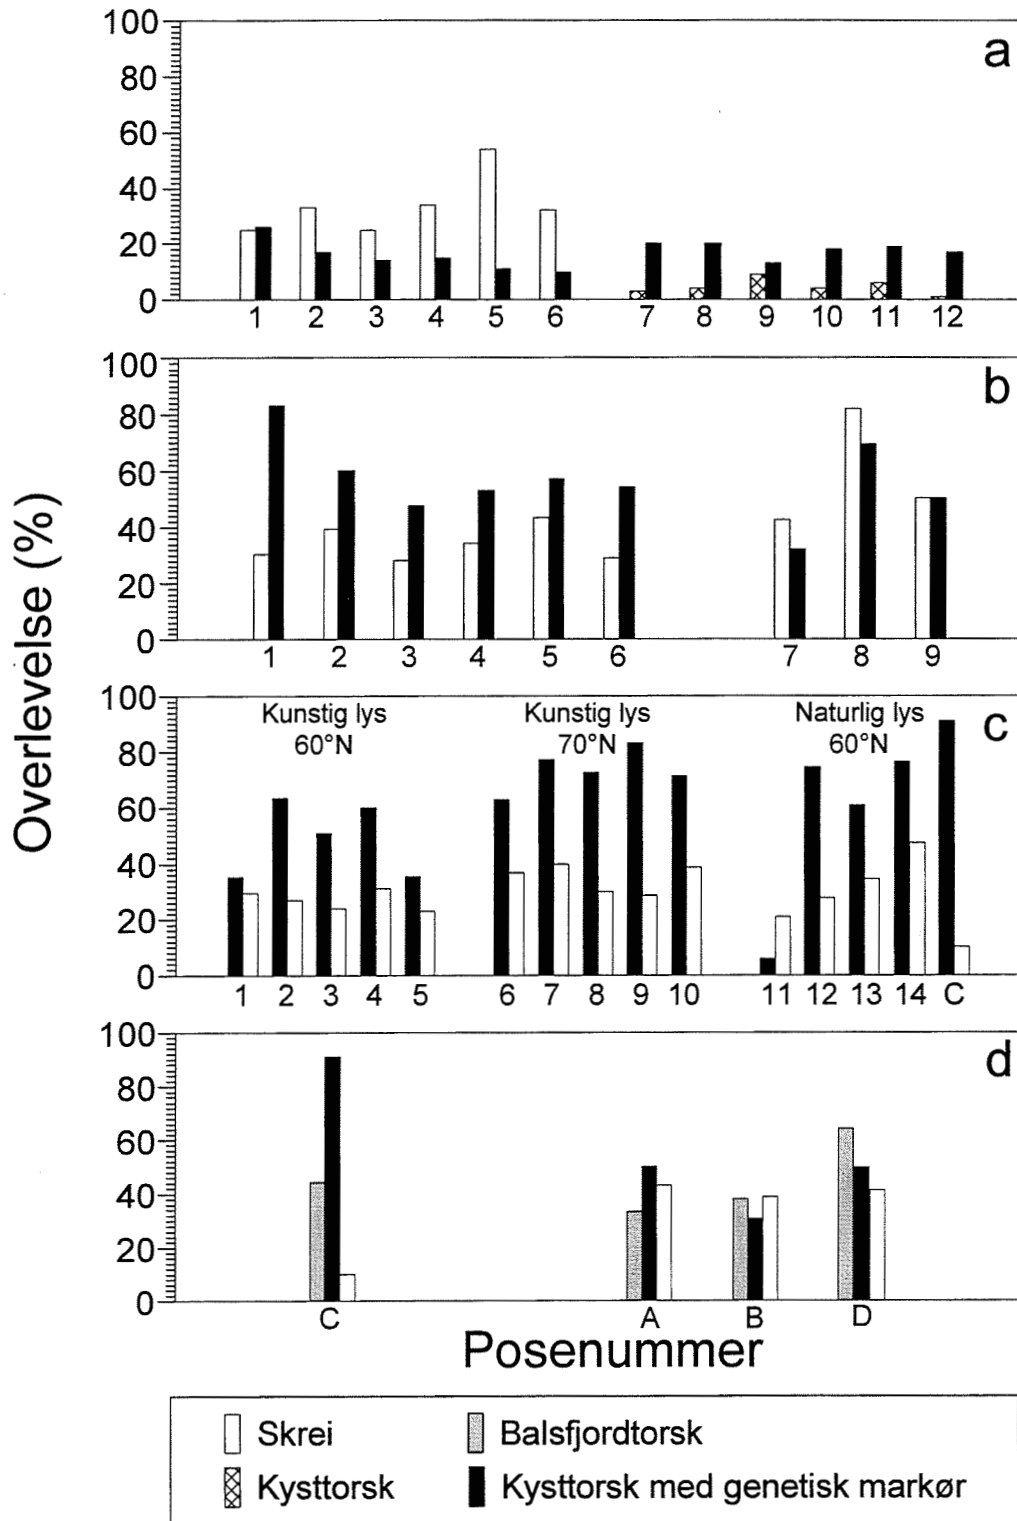 Overlevelse (%)
a
100
80
60
40
20
0
1 2 3 4 5 6 7 8 9 10 11 12
b
100
80
60
40
20
0
1 2 3 4 5 6 7 8 9
c
Kunstig lys
60°N
Kunstig lys
70°N
Naturlig lys
60°N
100
80
60
40
20
0
1 2 3 4 5 6 7 8 9 10 11 12 13 14 C
d
100
80
60
40
20
0
C A B D
Posenummer
Skrei
Balsfjordtorsk
Kysttorsk
Kysttorsk med genetisk markør